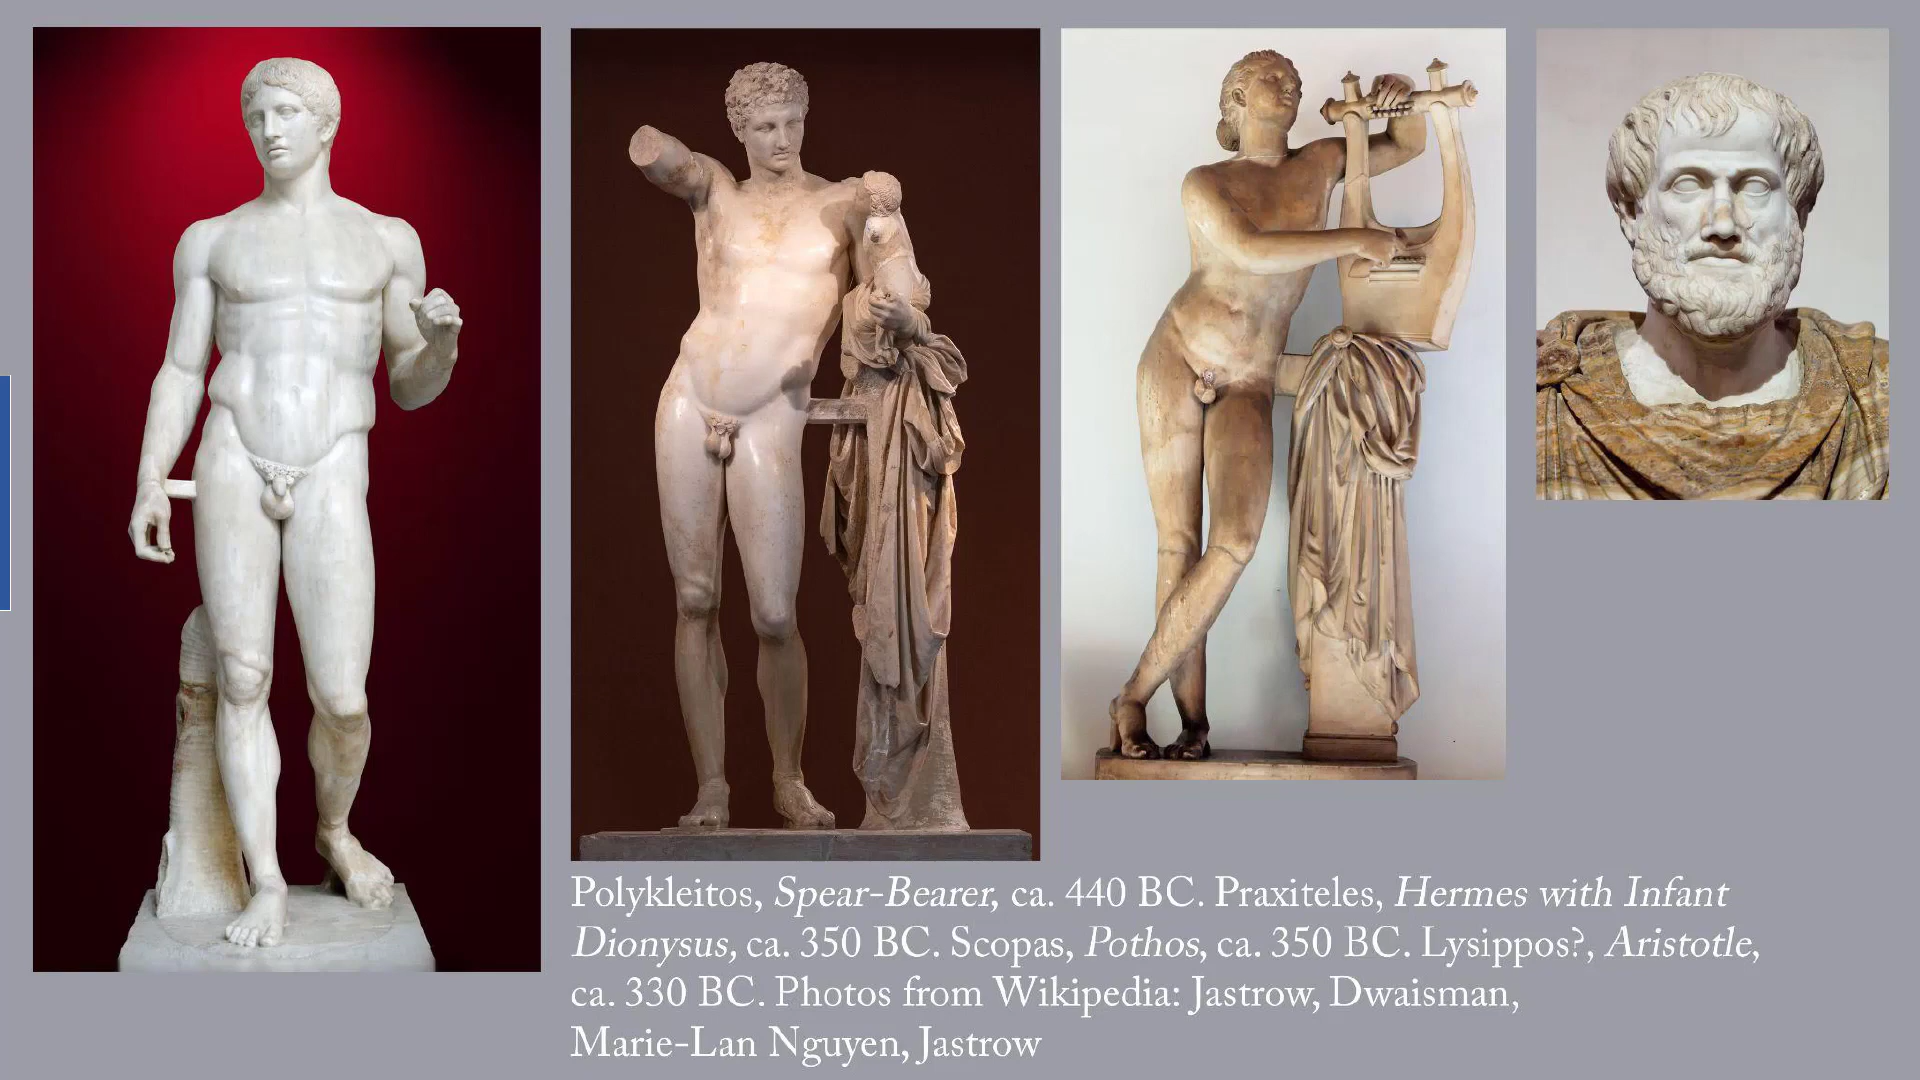 Polykleitos, Spear-Bearer, ca. 440 BC. Praxiteles, Hermes with Infant
Dionysus, ca. 350 BC. Scopas, Pothos, ca. 350 BC. Lysippos?, Aristotle,
ca. 330 BC. Photos from Wikipedia: Jastrow, Dwaisman,
Marie-Lan Nguyen, Jastrow